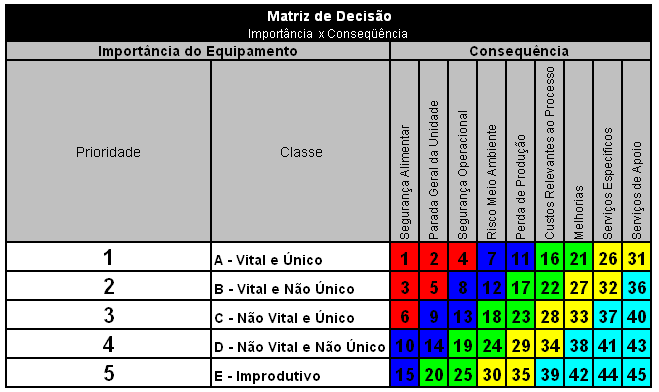 Matriz de Decisão
Importância x Conseqüência
Importância do Equipamento Consequência
Prioridade Classe Segurança Alimentar Parada Geral da Unidade Segurança Operacional Risco Meio Ambiente Perda de Produção Custos Relevantes ao Processo Melhorias Serviços Específicos Serviços de Apoio
1 A - Vital e Único 1 2 4 7 11 16 21 26 31
2 B - Vital e Não Único 3 5 8 12 17 22 27 32 36
3 C - Não Vital e Único 6 9 13 18 23 28 33 37 40
4 D - Não Vital e Não Único 10 14 19 24 29 34 38 41 43
5 E - Improdutivo 15 20 25 30 35 39 42 44 45